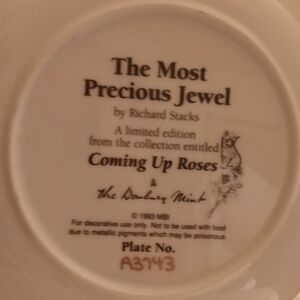 The Most
Precious Jewel
by Richard Stacks
A limited edition
from the collection entitled
Coming Up Roses
&
The Danbury Mint
© 1993 MBI
For decorative use only. Not to be used with food
due to metallic pigments which may be poisonous.
Plate No.
A3743